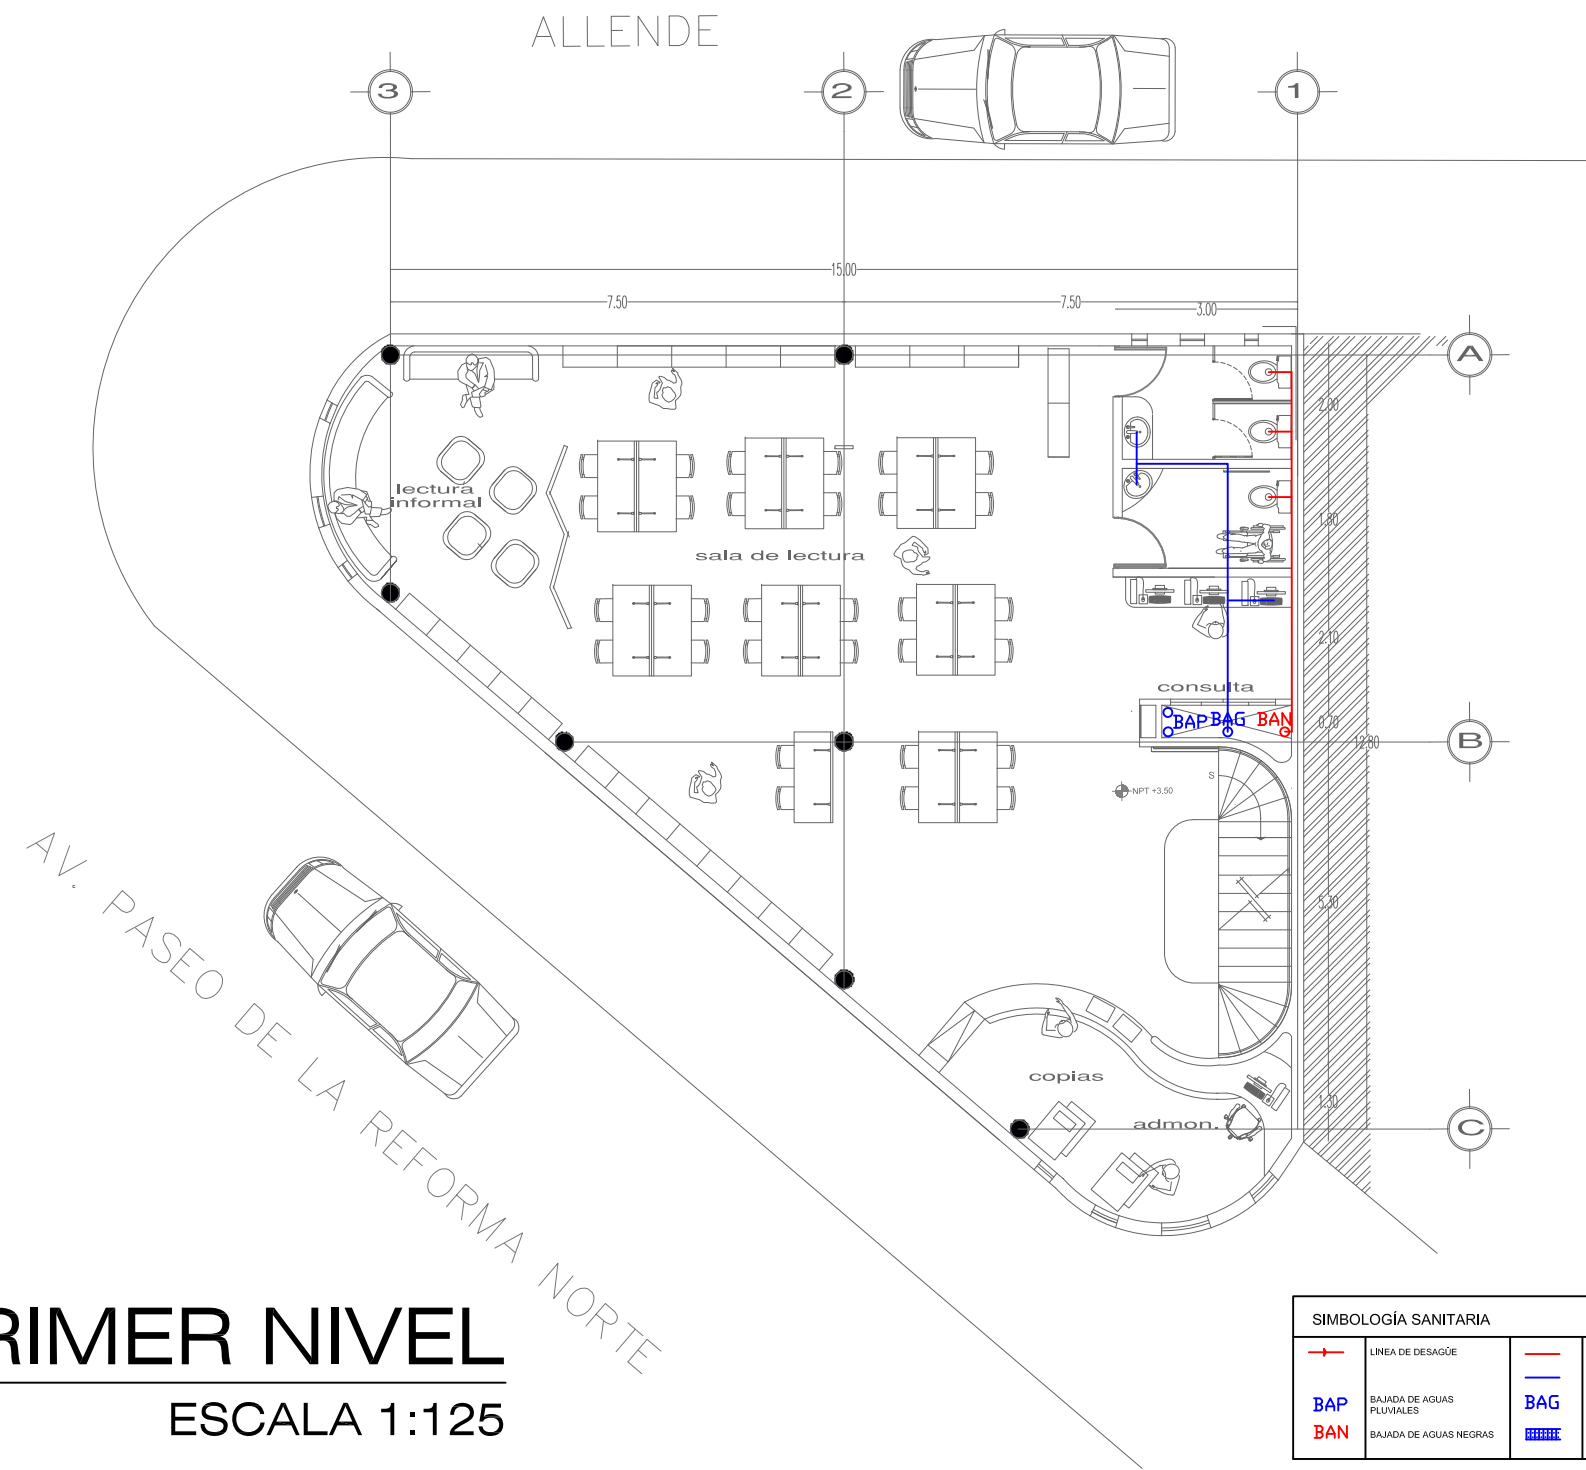 ALLENDE
3
2
1
15.00
7.50
7.50
3.00
A
2.00
lectura
informal
1.80
sala de lectura
2.10
consulta
BAP
BAG
BAN
0.70
12.80
B
S
NPT +3.50
5.30
AV. PASEO DE LA REFORMA NORTE
copias
1.30
admon.
C
RIMER NIVEL
ESCALA 1:125
SIMBOLOGÍA SANITARIA
LINEA DE DESAGÜE
BAP
BAJADA DE AGUAS
PLUVIALES
BAG
BAN
BAJADA DE AGUAS NEGRAS